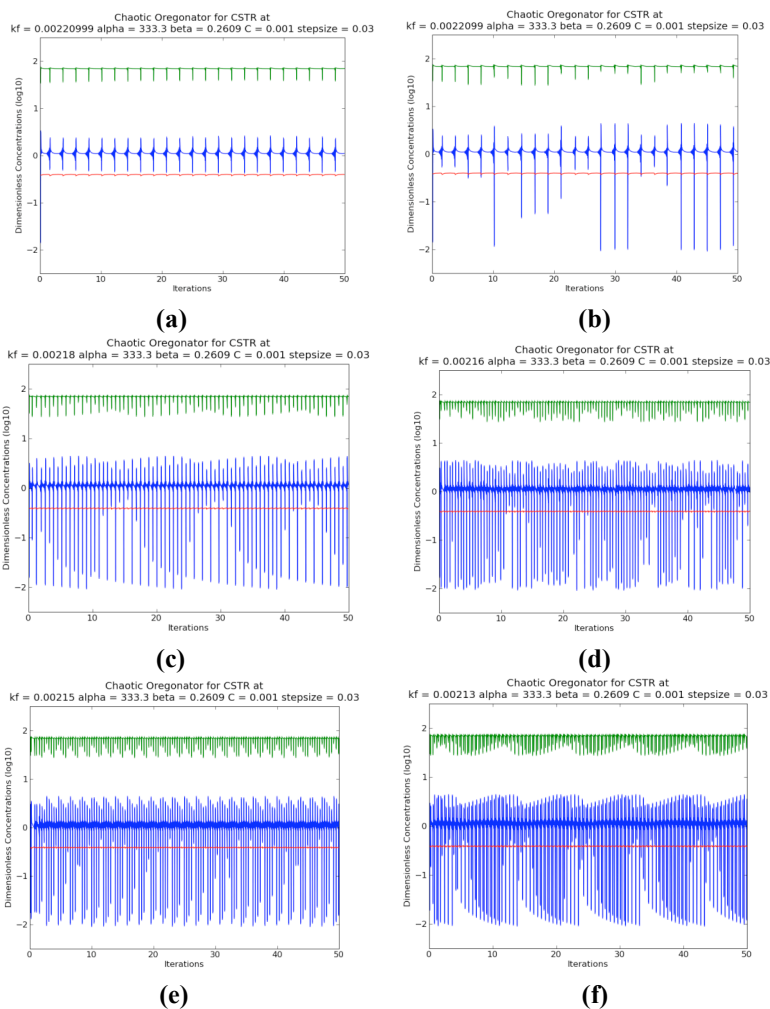 Chaotic Oregonator for CSTR at
kf = 0.00220999 alpha = 333.3 beta = 0.2609 C = 0.001 stepsize = 0.03
Dimensionless Concentrations (log10)
2
1
0
−1
−2
0
10
20
30
40
50
Iterations
(a)
Chaotic Oregonator for CSTR at
kf = 0.0022099 alpha = 333.3 beta = 0.2609 C = 0.001 stepsize = 0.03
Dimensionless Concentrations (log10)
2
1
0
−1
−2
0
10
20
30
40
50
Iterations
(b)
Chaotic Oregonator for CSTR at
kf = 0.00218 alpha = 333.3 beta = 0.2609 C = 0.001 stepsize = 0.03
Dimensionless Concentrations (log10)
2
1
0
−1
−2
0
10
20
30
40
50
Iterations
(c)
Chaotic Oregonator for CSTR at
kf = 0.00216 alpha = 333.3 beta = 0.2609 C = 0.001 stepsize = 0.03
Dimensionless Concentrations (log10)
2
1
0
−1
−2
0
10
20
30
40
50
Iterations
(d)
Chaotic Oregonator for CSTR at
kf = 0.00215 alpha = 333.3 beta = 0.2609 C = 0.001 stepsize = 0.03
Dimensionless Concentrations (log10)
2
1
0
−1
−2
0
10
20
30
40
50
Iterations
(e)
Chaotic Oregonator for CSTR at
kf = 0.00213 alpha = 333.3 beta = 0.2609 C = 0.001 stepsize = 0.03
Dimensionless Concentrations (log10)
2
1
0
−1
−2
0
10
20
30
40
50
Iterations
(f)